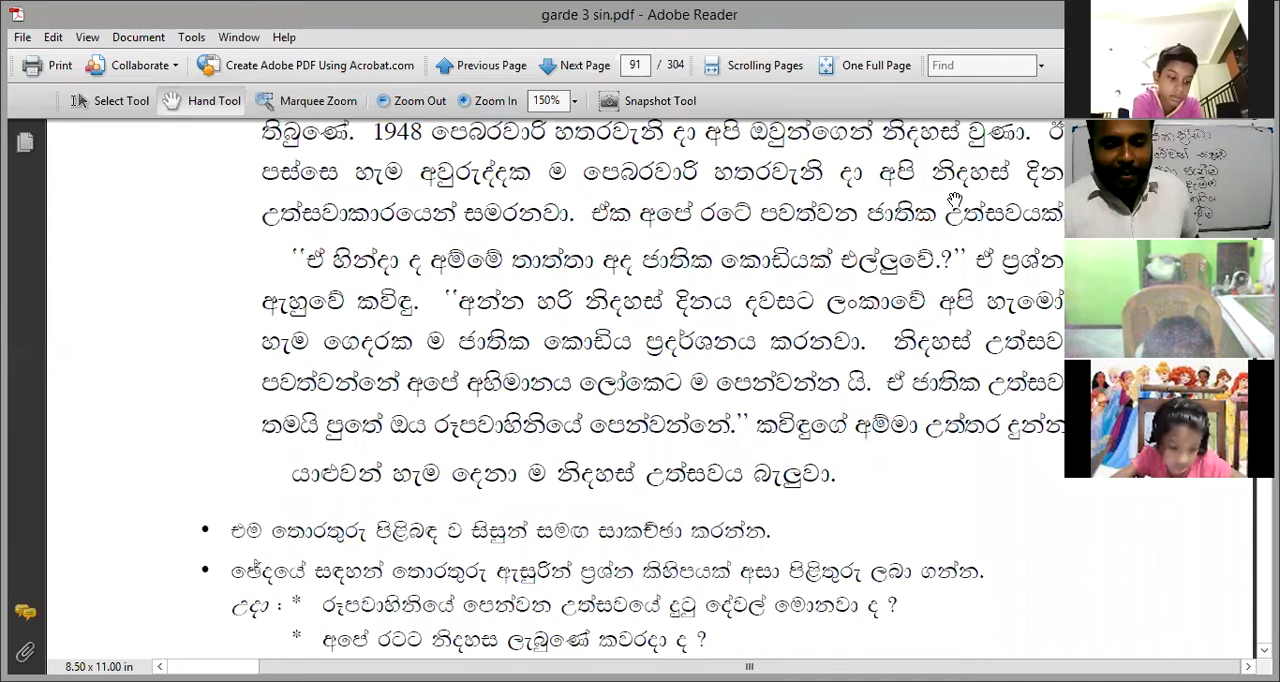 garde 3 sin.pdf - Adobe Reader
File Edit View Document Tools Window Help
Print Collaborate Create Adobe PDF Using Acrobat.com Previous Page Next Page 91 / 304 Scrolling Pages One Full Page Find
Select Tool Hand Tool Marquee Zoom Zoom Out Zoom In 150% Snapshot Tool
තිබුණේ. 1948 පෙබරවාරි හතරවැනි දා අපි ඔවුන්ගෙන් නිදහස් වුණා. ඊ
පස්සෙ හැම අවුරුද්දක ම පෙබරවාරි හතරවැනි දා අපි නිදහස් දින
උත්සවාකාරයෙන් සමරනවා. ඒක අපේ රටේ පවත්වන ජාතික උත්සවයක්
‘‘ඒ හින්දා ද අම්මේ තාත්තා අද ජාතික කොඩියක් එල්ලුවේ.?’’ ඒ ප්‍රශ්න
ඇහුවේ කවිඳු. ‘‘අන්න හරි නිදහස් දිනය දවසට ලංකාවේ අපි හැමෝ
හැම ගෙදරක ම ජාතික කොඩිය ප්‍රදර්ශනය කරනවා. නිදහස් උත්සව
පවත්වන්නේ අපේ අභිමානය ලෝකෙට ම පෙන්වන්න යි. ඒ ජාතික උත්සව
තමයි පුතේ ඔය රූපවාහිනියේ පෙන්වන්නේ.’’ කවිඳුගේ අම්මා උත්තර දුන්න
යාළුවන් හැම දෙනා ම නිදහස් උත්සවය බැලුවා.
• එම තොරතුරු පිළිබඳ ව සිසුන් සමඟ සාකච්ඡා කරන්න.
• ඡේදයේ සඳහන් තොරතුරු ඇසුරින් ප්‍රශ්න කිහිපයක් අසා පිළිතුරු ලබා ගන්න.
උදා : * රූපවාහිනියේ පෙන්වන උත්සවයේ දුටු දේවල් මොනවා ද ?
* අපේ රටට නිදහස ලැබුණේ කවරදා ද ?
8.50 x 11.00 in